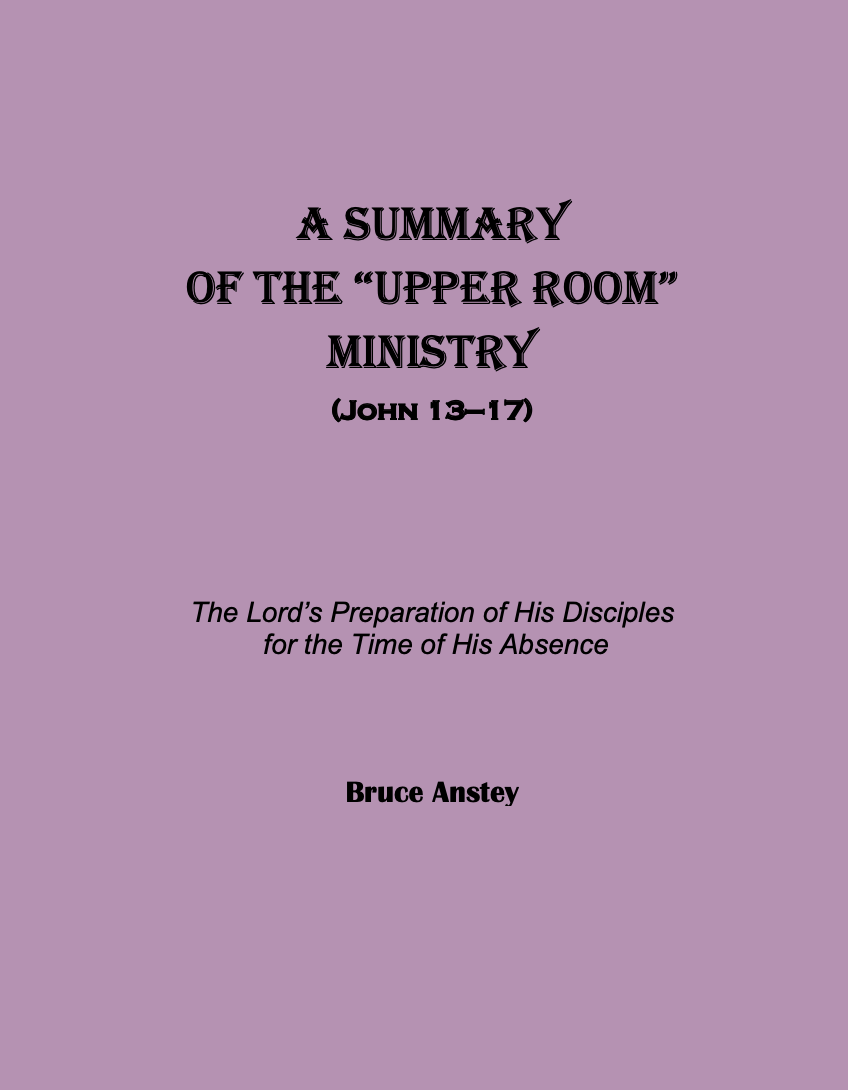 A SUMMARY
OF THE “UPPER ROOM”
MINISTRY
(JOHN 13–17)
The Lord’s Preparation of His Disciples
for the Time of His Absence
Bruce Anstey